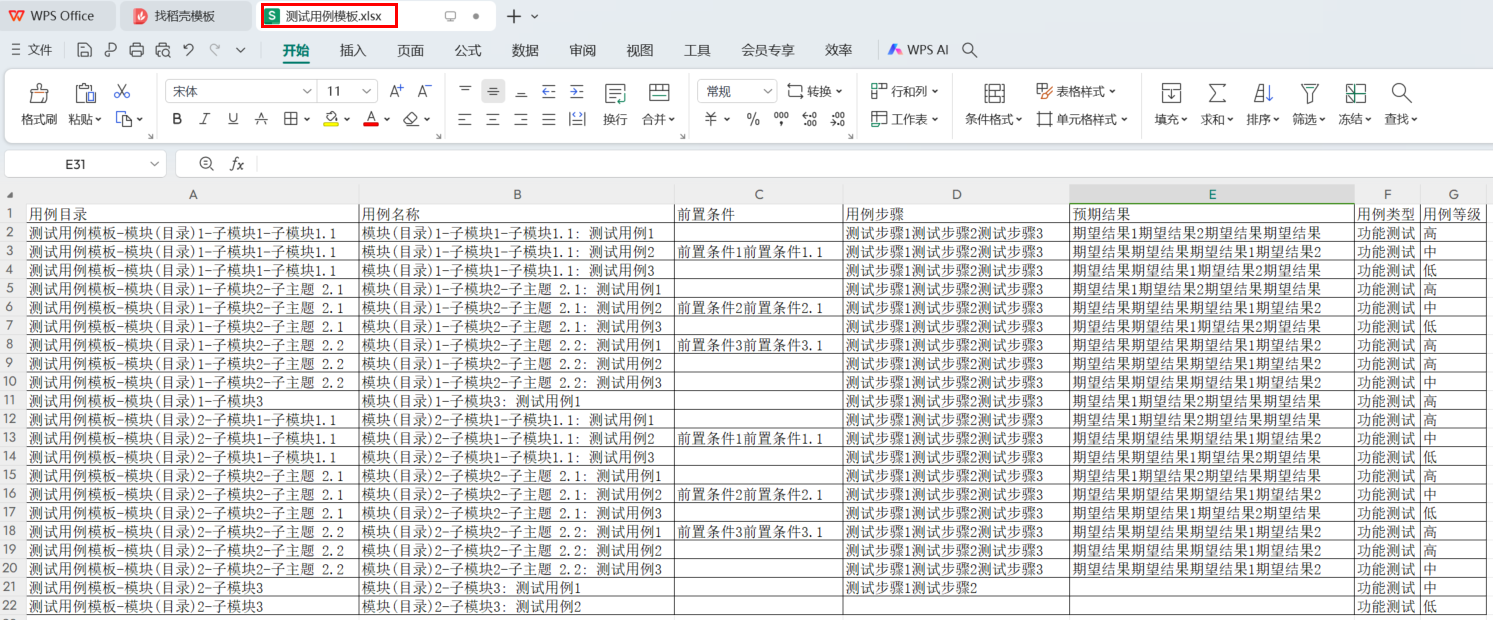 WPS Office 找稻壳模板 测试用例模板.xlsx
文件 开始 插入 页面 公式 数据 审阅 视图 工具 会员专享 效率 WPS AI
宋体 11 A+ A- 常规 转换 行和列 表格样式
格式刷 粘贴 B I U A A 换行 合并 ¥ % 工作表 条件格式 单元格样式 填充 求和 排序 筛选 冻结 查找
E31 fx
A B C D E F G
1 用例目录 用例名称 前置条件 用例步骤 预期结果 用例类型 用例等级
2 测试用例模板-模块(目录)1-子模块1-子模块1.1 模块(目录)1-子模块1-子模块1.1: 测试用例1 测试步骤1测试步骤2测试步骤3 期望结果1期望结果2期望结果期望结果 功能测试 高
3 测试用例模板-模块(目录)1-子模块1-子模块1.1 模块(目录)1-子模块1-子模块1.1: 测试用例2 前置条件1前置条件1.1 测试步骤1测试步骤2测试步骤3 期望结果期望结果期望结果1期望结果2 功能测试 中
4 测试用例模板-模块(目录)1-子模块1-子模块1.1 模块(目录)1-子模块1-子模块1.1: 测试用例3 测试步骤1测试步骤2测试步骤3 期望结果期望结果1期望结果2期望结果 功能测试 低
5 测试用例模板-模块(目录)1-子模块2-子主题 2.1 模块(目录)1-子模块2-子主题 2.1: 测试用例1 测试步骤1测试步骤2测试步骤3 期望结果1期望结果2期望结果期望结果 功能测试 高
6 测试用例模板-模块(目录)1-子模块2-子主题 2.1 模块(目录)1-子模块2-子主题 2.1: 测试用例2 前置条件2前置条件2.1 测试步骤1测试步骤2测试步骤3 期望结果期望结果期望结果1期望结果2 功能测试 中
7 测试用例模板-模块(目录)1-子模块2-子主题 2.1 模块(目录)1-子模块2-子主题 2.1: 测试用例3 测试步骤1测试步骤2测试步骤3 期望结果期望结果1期望结果2期望结果 功能测试 低
8 测试用例模板-模块(目录)1-子模块2-子主题 2.2 模块(目录)1-子模块2-子主题 2.2: 测试用例1 前置条件3前置条件3.1 测试步骤1测试步骤2测试步骤3 期望结果期望结果期望结果1期望结果2 功能测试 高
9 测试用例模板-模块(目录)1-子模块2-子主题 2.2 模块(目录)1-子模块2-子主题 2.2: 测试用例2 测试步骤1测试步骤2测试步骤3 期望结果期望结果期望结果1期望结果2 功能测试 高
10 测试用例模板-模块(目录)1-子模块2-子主题 2.2 模块(目录)1-子模块2-子主题 2.2: 测试用例3 测试步骤1测试步骤2测试步骤3 期望结果期望结果期望结果1期望结果2 功能测试 中
11 测试用例模板-模块(目录)1-子模块3 模块(目录)1-子模块3: 测试用例1 测试步骤1测试步骤2测试步骤3 期望结果1期望结果2期望结果期望结果 功能测试 高
12 测试用例模板-模块(目录)2-子模块1-子模块1.1 模块(目录)2-子模块1-子模块1.1: 测试用例1 测试步骤1测试步骤2测试步骤3 期望结果1期望结果2期望结果期望结果 功能测试 高
13 测试用例模板-模块(目录)2-子模块1-子模块1.1 模块(目录)2-子模块1-子模块1.1: 测试用例2 前置条件1前置条件1.1 测试步骤1测试步骤2测试步骤3 期望结果期望结果期望结果1期望结果2 功能测试 中
14 测试用例模板-模块(目录)2-子模块1-子模块1.1 模块(目录)2-子模块1-子模块1.1: 测试用例3 测试步骤1测试步骤2测试步骤3 期望结果期望结果1期望结果2期望结果 功能测试 低
15 测试用例模板-模块(目录)2-子模块2-子主题 2.1 模块(目录)2-子模块2-子主题 2.1: 测试用例1 测试步骤1测试步骤2测试步骤3 期望结果1期望结果2期望结果期望结果 功能测试 高
16 测试用例模板-模块(目录)2-子模块2-子主题 2.1 模块(目录)2-子模块2-子主题 2.1: 测试用例2 前置条件2前置条件2.1 测试步骤1测试步骤2测试步骤3 期望结果期望结果期望结果1期望结果2 功能测试 中
17 测试用例模板-模块(目录)2-子模块2-子主题 2.1 模块(目录)2-子模块2-子主题 2.1: 测试用例3 测试步骤1测试步骤2测试步骤3 期望结果期望结果1期望结果2期望结果 功能测试 低
18 测试用例模板-模块(目录)2-子模块2-子主题 2.2 模块(目录)2-子模块2-子主题 2.2: 测试用例1 前置条件3前置条件3.1 测试步骤1测试步骤2测试步骤3 期望结果期望结果期望结果1期望结果2 功能测试 高
19 测试用例模板-模块(目录)2-子模块2-子主题 2.2 模块(目录)2-子模块2-子主题 2.2: 测试用例2 测试步骤1测试步骤2测试步骤3 期望结果期望结果期望结果1期望结果2 功能测试 高
20 测试用例模板-模块(目录)2-子模块2-子主题 2.2 模块(目录)2-子模块2-子主题 2.2: 测试用例3 测试步骤1测试步骤2测试步骤3 期望结果期望结果期望结果1期望结果2 功能测试 中
21 测试用例模板-模块(目录)2-子模块3 模块(目录)2-子模块3: 测试用例1 测试步骤1测试步骤2 功能测试 中
22 测试用例模板-模块(目录)2-子模块3 模块(目录)2-子模块3: 测试用例2 功能测试 低